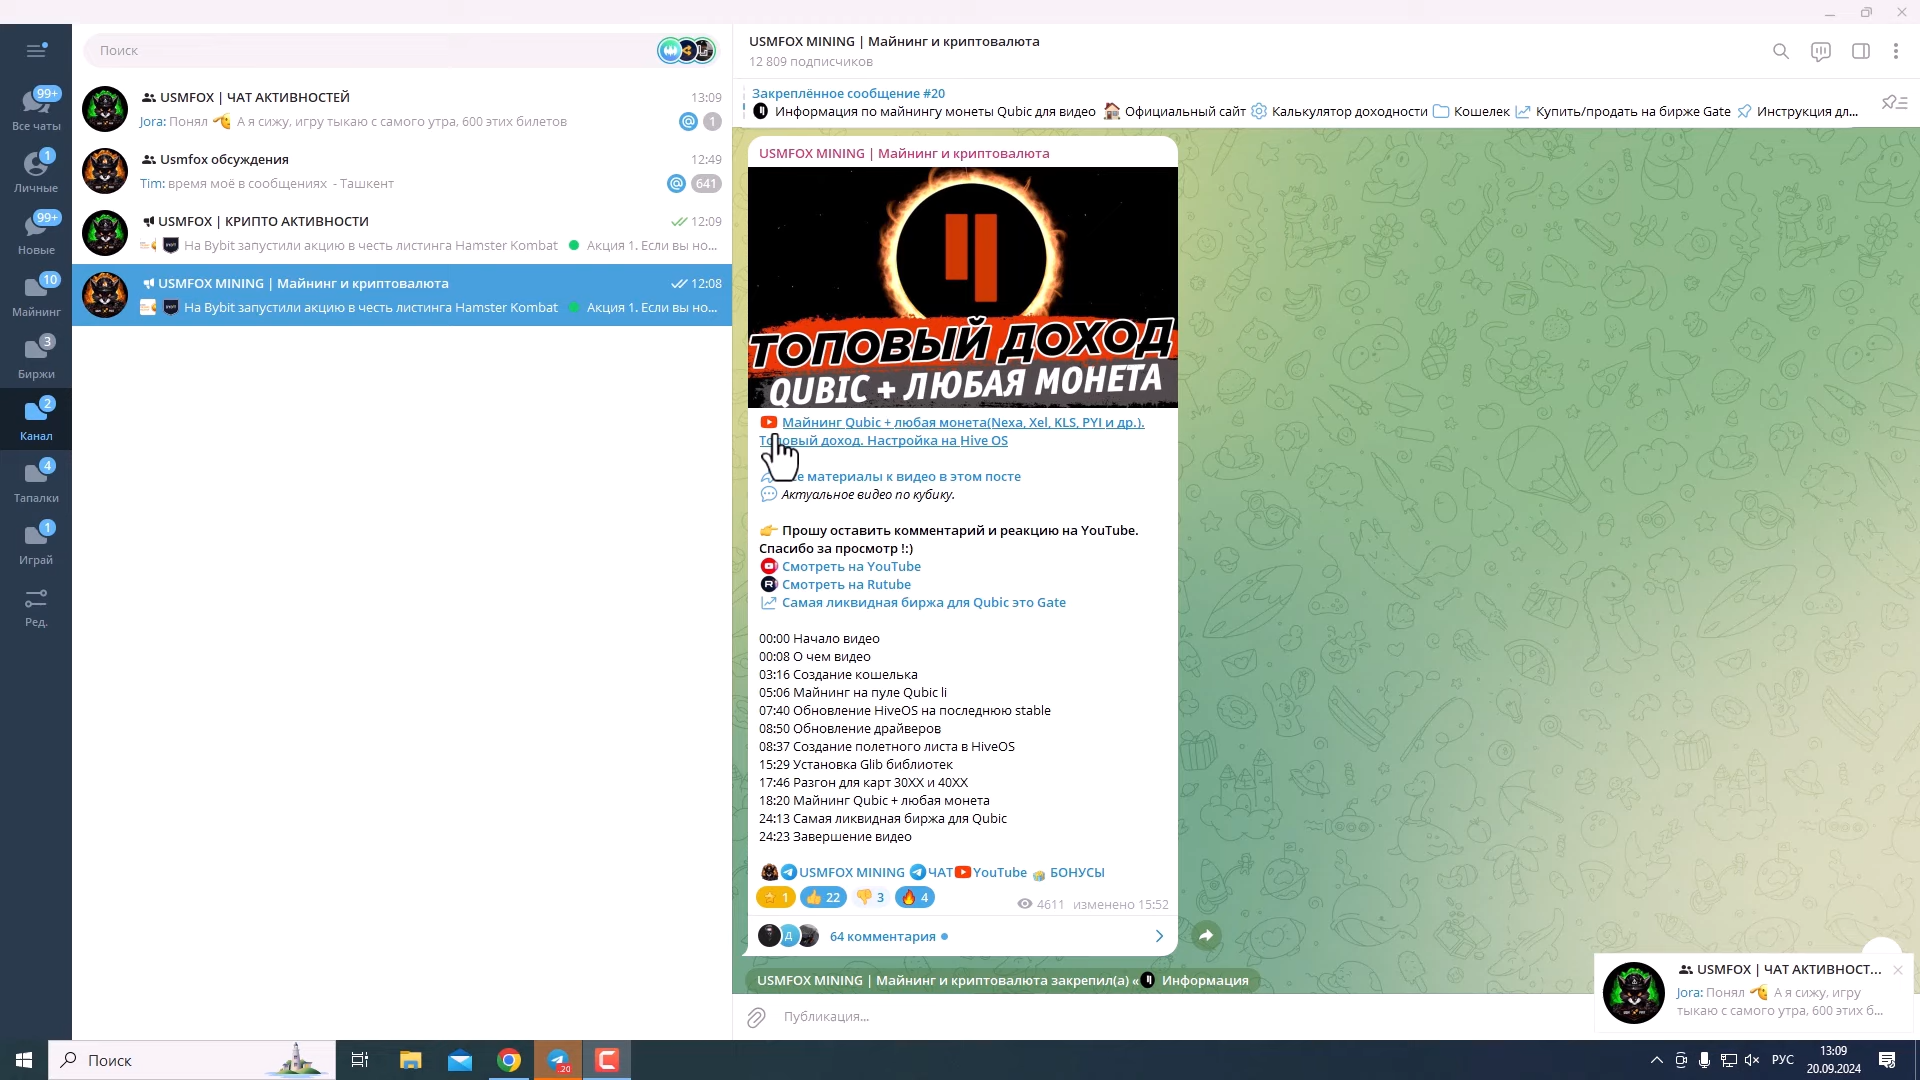 Поиск
99+
Все чаты
1
Личные
99+
Новые
10
Майнинг
3
Биржи
2
Канал
4
Тапалки
1
Играй
Ред.
USMFOX | ЧАТ АКТИВНОСТЕЙ
13:09
Jora: Понял А я сижу, игру тыкаю с самого утра, 600 этих билетов
1
Usmfox обсуждения
12:49
Tim: время моё в сообщениях - Ташкент
641
USMFOX | КРИПТО АКТИВНОСТИ
12:09
На Bybit запустили акцию в честь листинга Hamster Kombat Акция 1. Если вы но...
USMFOX MINING | Майнинг и криптовалюта
12:08
На Bybit запустили акцию в честь листинга Hamster Kombat Акция 1. Если вы но...
USMFOX MINING | Майнинг и криптовалюта
12 809 подписчиков
Закреплённое сообщение #20
Информация по майнингу монеты Qubic для видео Официальный сайт Калькулятор доходности Кошелек Купить/продать на бирже Gate Инструкция дл...
USMFOX MINING | Майнинг и криптовалюта
ТОПОВЫЙ ДОХОД
QUBIC + ЛЮБАЯ МОНЕТА
Майнинг Qubic + любая монета(Nexa, Xel, KLS, PYI и др.).
Топовый доход. Настройка на Hive OS
материалы к видео в этом посте
Актуальное видео по кубику.
Прошу оставить комментарий и реакцию на YouTube.
Спасибо за просмотр !:)
Смотреть на YouTube
Смотреть на Rutube
Самая ликвидная биржа для Qubic это Gate
00:00 Начало видео
00:08 О чем видео
03:16 Создание кошелька
05:06 Майнинг на пуле Qubic li
07:40 Обновление HiveOS на последнюю stable
08:50 Обновление драйверов
08:37 Создание полетного листа в HiveOS
15:29 Установка Glib библиотек
17:46 Разгон для карт 30XX и 40XX
18:20 Майнинг Qubic + любая монета
24:13 Самая ликвидная биржа для Qubic
24:23 Завершение видео
USMFOX MINING ЧАТ YouTube БОНУСЫ
1 22 3 4
4611 изменено 15:52
Д
64 комментария
USMFOX MINING | Майнинг и криптовалюта закрепил(а) « Информация
Публикация...
USMFOX | ЧАТ АКТИВНОСТ...
Jora: Понял А я сижу, игру
тыкаю с самого утра, 600 этих б...
Поиск
РУС
13:09
20.09.2024